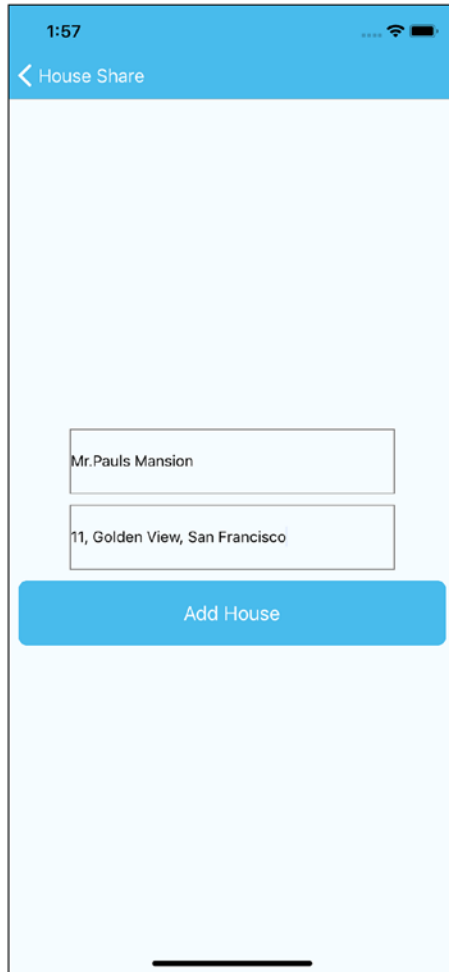 1:57
House Share
Mr.Pauls Mansion
11, Golden View, San Francisco
Add House